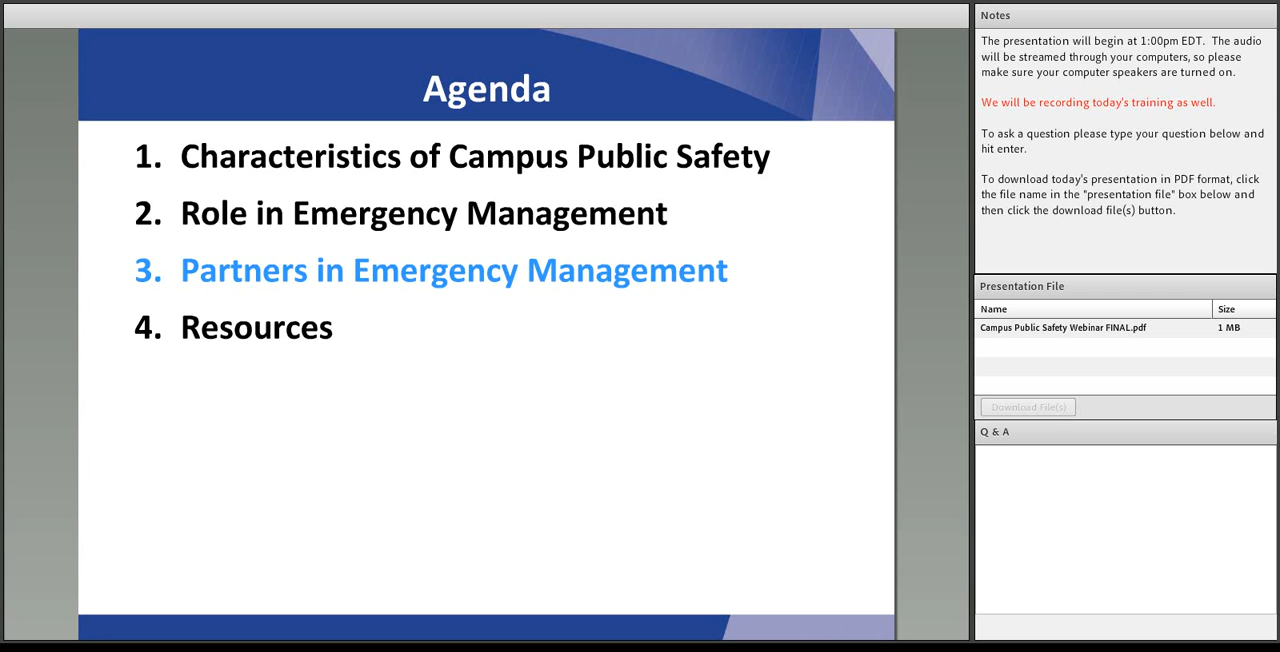 Agenda
1. Characteristics of Campus Public Safety
2. Role in Emergency Management
3. Partners in Emergency Management
4. Resources
Notes
The presentation will begin at 1:00pm EDT. The audio
will be streamed through your computers, so please
make sure your computer speakers are turned on.
We will be recording today's training as well.
To ask a question please type your question below and
hit enter.
To download today's presentation in PDF format, click
the file name in the "presentation file" box below and
then click the download file(s) button.
Presentation File
Name Size
Campus Public Safety Webinar FINAL.pdf 1 MB
Download File(s)
Q & A